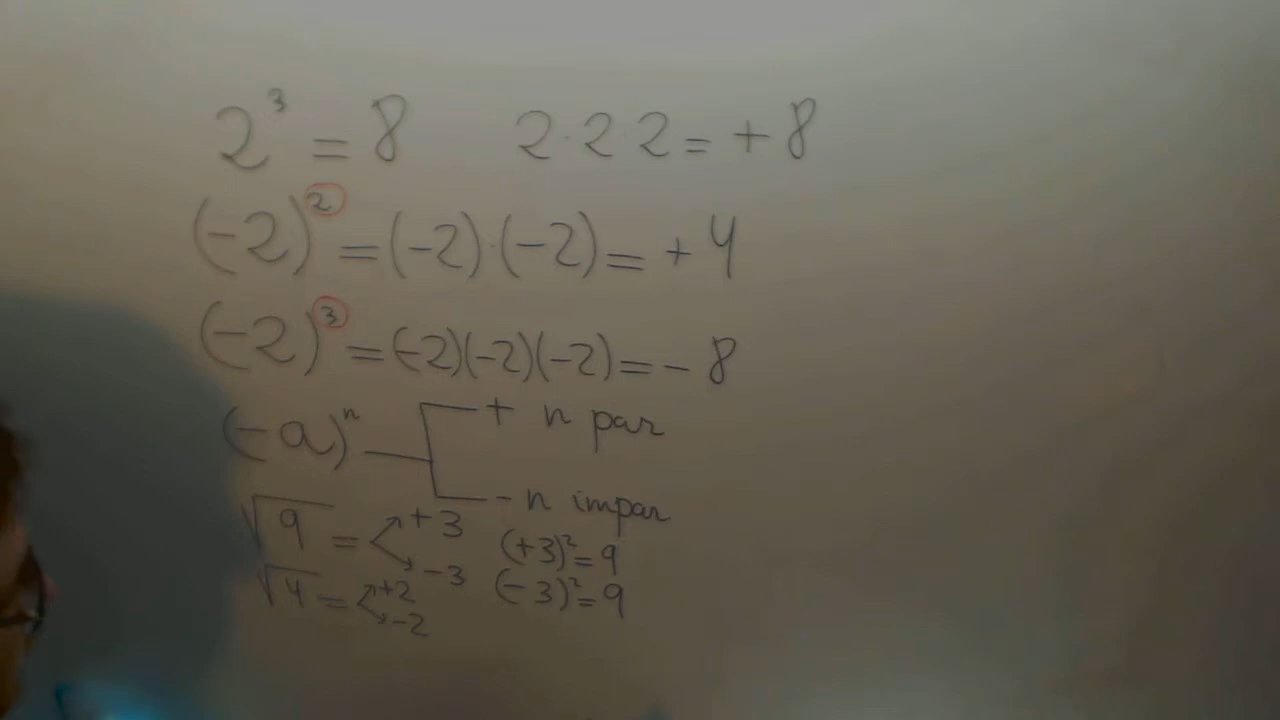 2³ = 8 2·2·2 = +8
(-2)² = (-2)·(-2) = +4
(-2)³ = (-2)(-2)(-2) = -8
(-a)ⁿ + n par
- n impar
√9 = +3 (+3)² = 9
-3 (-3)² = 9
√4 = +2
-2